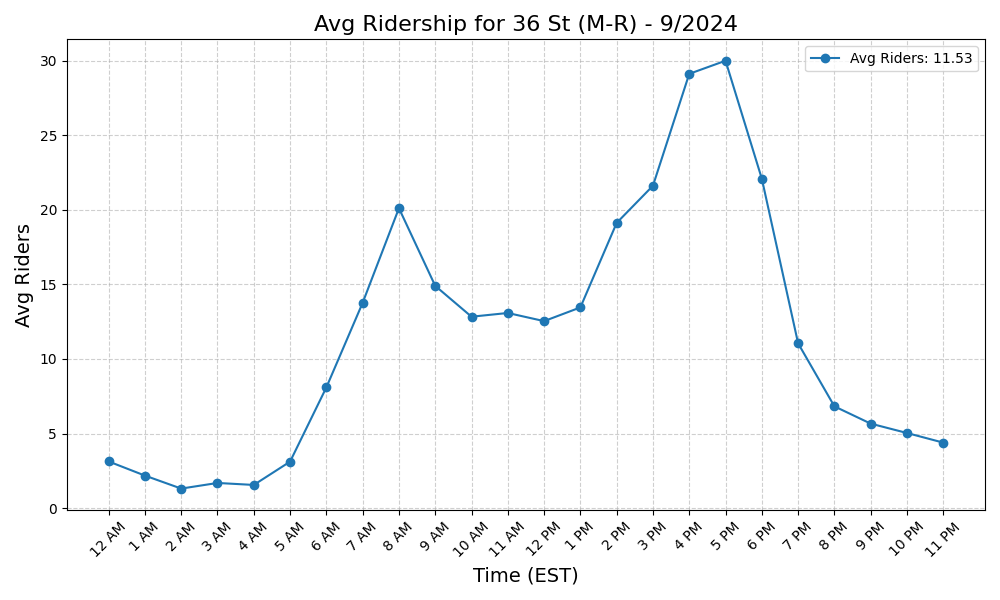 Avg Ridership for 36 St (M-R) - 9/2024
Avg Riders: 11.53
Avg Riders
30
25
20
15
10
5
0
12 AM
1 AM
2 AM
3 AM
4 AM
5 AM
6 AM
7 AM
8 AM
9 AM
10 AM
11 AM
12 PM
1 PM
2 PM
3 PM
4 PM
5 PM
6 PM
7 PM
8 PM
9 PM
10 PM
11 PM
Time (EST)